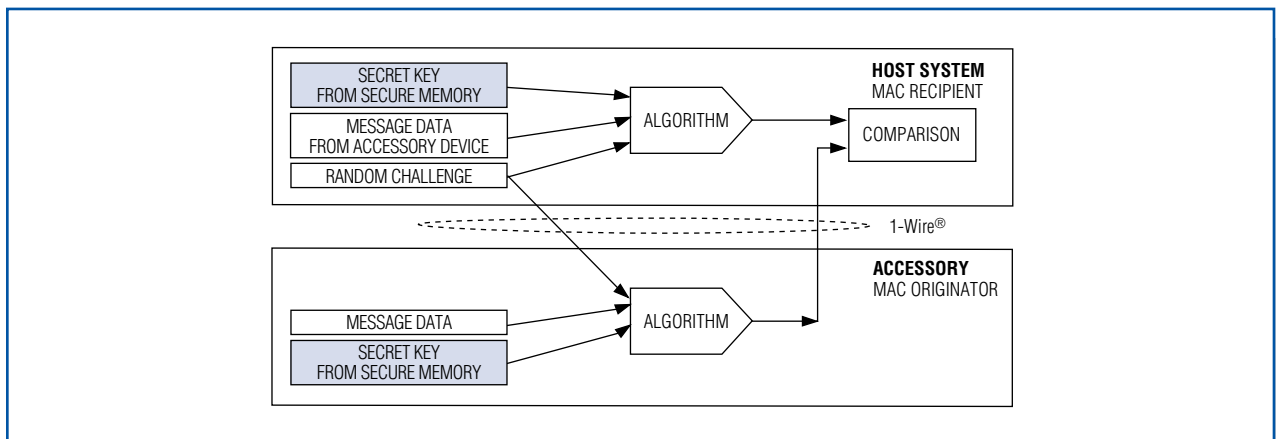 SECRET KEY
FROM SECURE MEMORY
MESSAGE DATA
FROM ACCESSORY DEVICE
RANDOM CHALLENGE
ALGORITHM
HOST SYSTEM
MAC RECIPIENT
COMPARISON
1-Wire®
ACCESSORY
MAC ORIGINATOR
MESSAGE DATA
SECRET KEY
FROM SECURE MEMORY
ALGORITHM